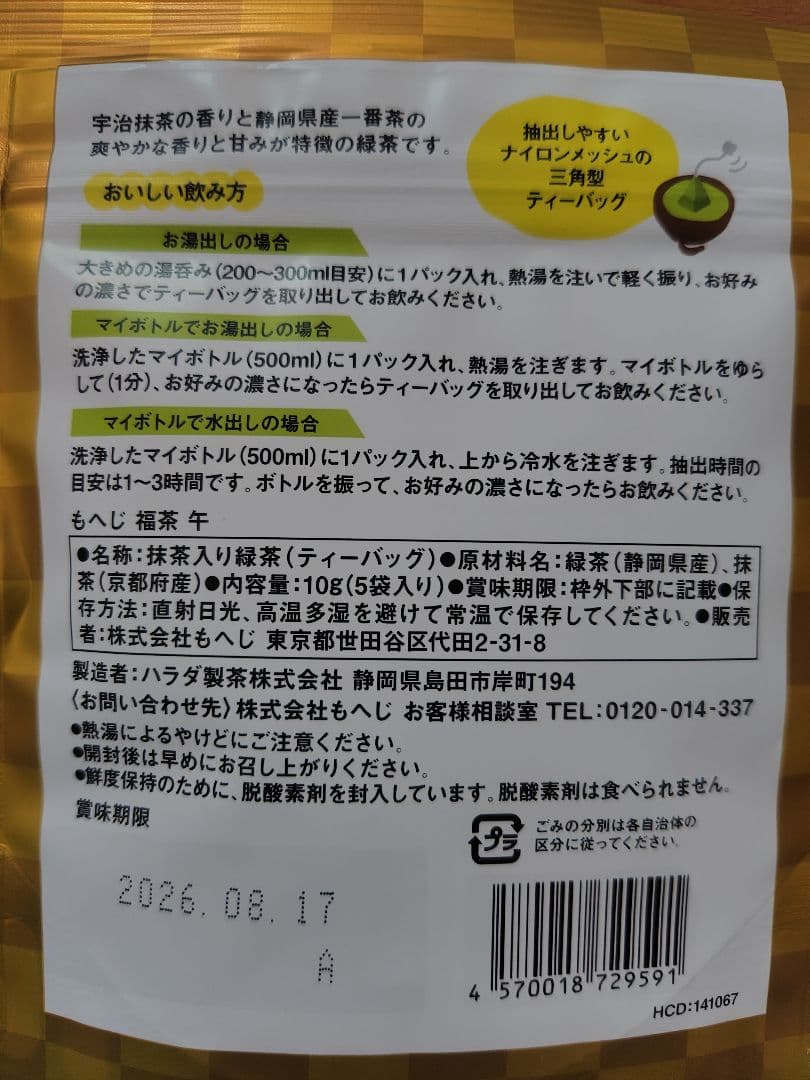 宇治抹茶の香りと静岡県産一番茶の
爽やかな香りと甘みが特徴の緑茶です。
抽出しやすい
ナイロンメッシュの
三角型
ティーバッグ
おいしい飲み方
お湯出しの場合
大きめの湯呑み(200〜300ml目安)に1パック入れ、熱湯を注いで軽く振り、お好み
の濃さでティーバッグを取り出してお飲みください。
マイボトルでお湯出しの場合
洗浄したマイボトル(500ml)に1パック入れ、熱湯を注ぎます。マイボトルをゆら
して(1分)、お好みの濃さになったらティーバッグを取り出してお飲みください。
マイボトルで水出しの場合
洗浄したマイボトル(500ml)に1パック入れ、上から冷水を注ぎます。抽出時間の
目安は1〜3時間です。ボトルを振って、お好みの濃さになったらお飲みください。
もへじ 福茶 午
●名称:抹茶入り緑茶(ティーバッグ)●原材料名:緑茶(静岡県産)、抹
茶(京都府産)●内容量:10g(5袋入り)●賞味期限:枠外下部に記載●保
存方法:直射日光、高温多湿を避けて常温で保存してください。●販売
者:株式会社もへじ 東京都世田谷区代田2-31-8
製造者:ハラダ製茶株式会社 静岡県島田市岸町194
〈お問い合わせ先〉株式会社もへじ お客様相談室 TEL:0120-014-337
●熱湯によるやけどにご注意ください。
●開封後は早めにお召し上がりください。
●鮮度保持のために、脱酸素剤を封入しています。脱酸素剤は食べられません。
賞味期限
2026.08.17
A
プラ
ごみの分別は各自治体の
区分に従ってください。
4 570018 729591
HCD:141067